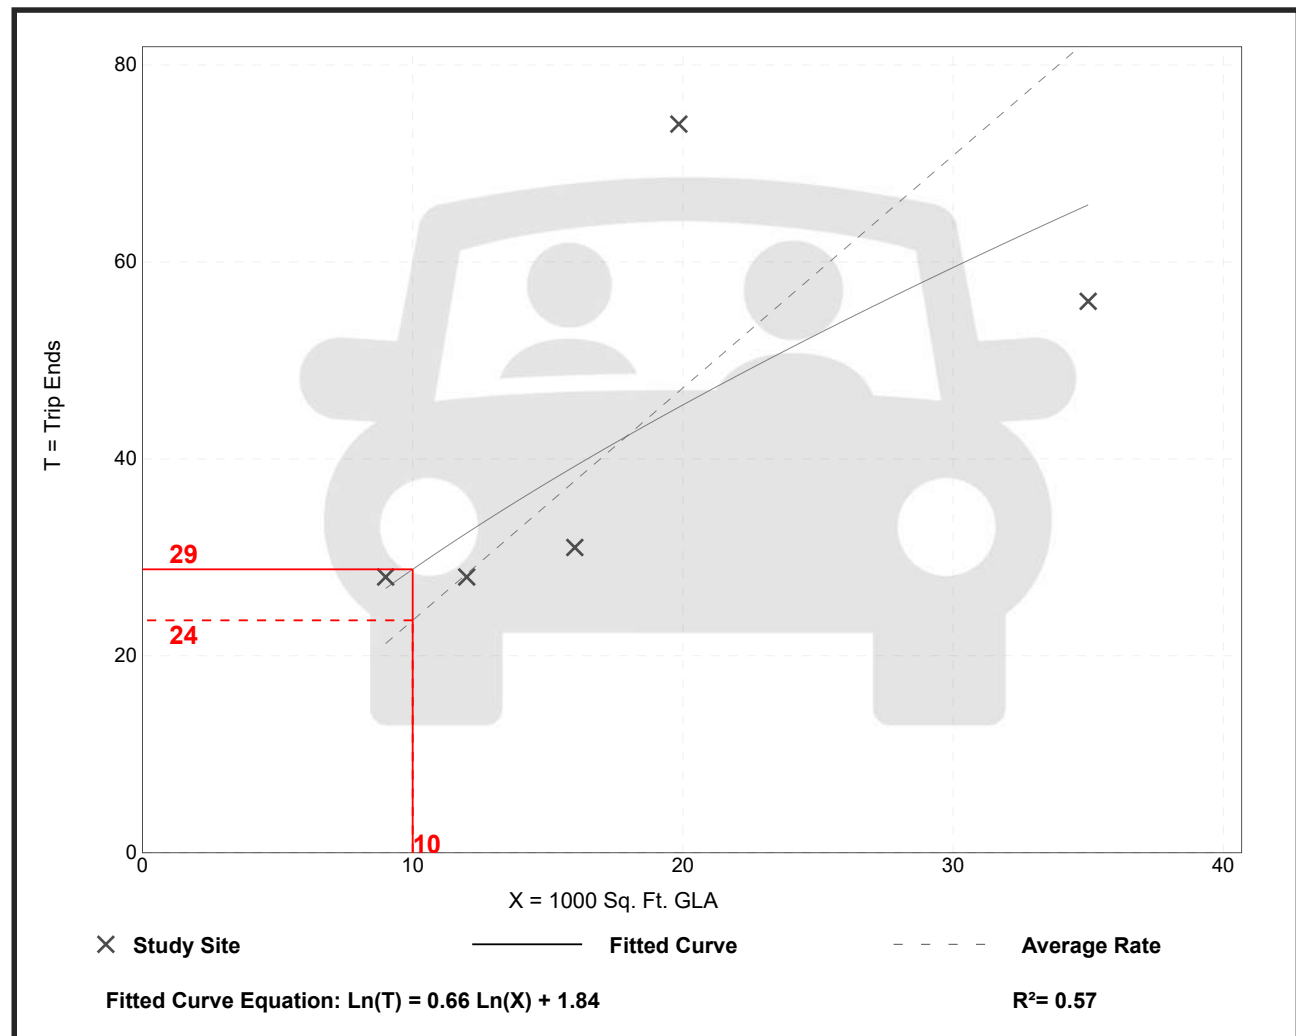 80
60
40
20
0
T = Trip Ends
29
24
10
0
10
20
30
40
X = 1000 Sq. Ft. GLA
Study Site
Fitted Curve
Average Rate
Fitted Curve Equation: Ln(T) = 0.66 Ln(X) + 1.84
R²= 0.57